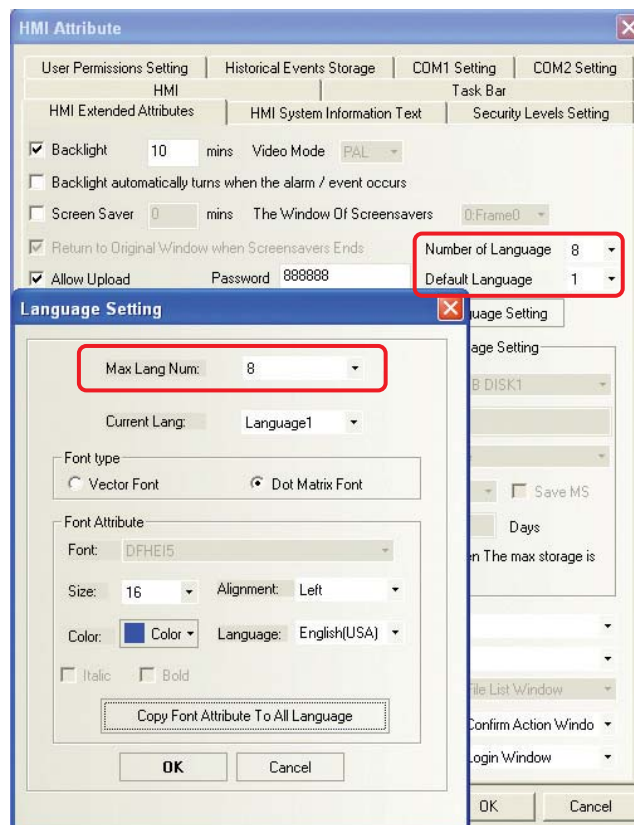 HMI Attribute
User Permissions Setting Historical Events Storage COM1 Setting COM2 Setting
HMI Task Bar
HMI Extended Attributes HMI System Information Text Security Levels Setting
Backlight 10 mins Video Mode PAL
Backlight automatically turns when the alarm / event occurs
Screen Saver 0 mins The Window Of Screensavers 0:Frame0
Return to Original Window when Screensavers Ends Number of Language 8
Allow Upload Password 888888 Default Language 1
Language Setting
guage Setting
Max Lang Num: 8
age Setting
B DISK1
Current Lang: Language1
Font type
Vector Font Dot Matrix Font
Save MS
Font Attribute
Days
Font: DFHEI5
en The max storage is
Size: 16 Alignment: Left
Color: Color Language: English(USA)
Italic Bold
File List Window
Copy Font Attribute To All Language
Confirm Action Windo
OK Cancel
Login Window
OK Cancel